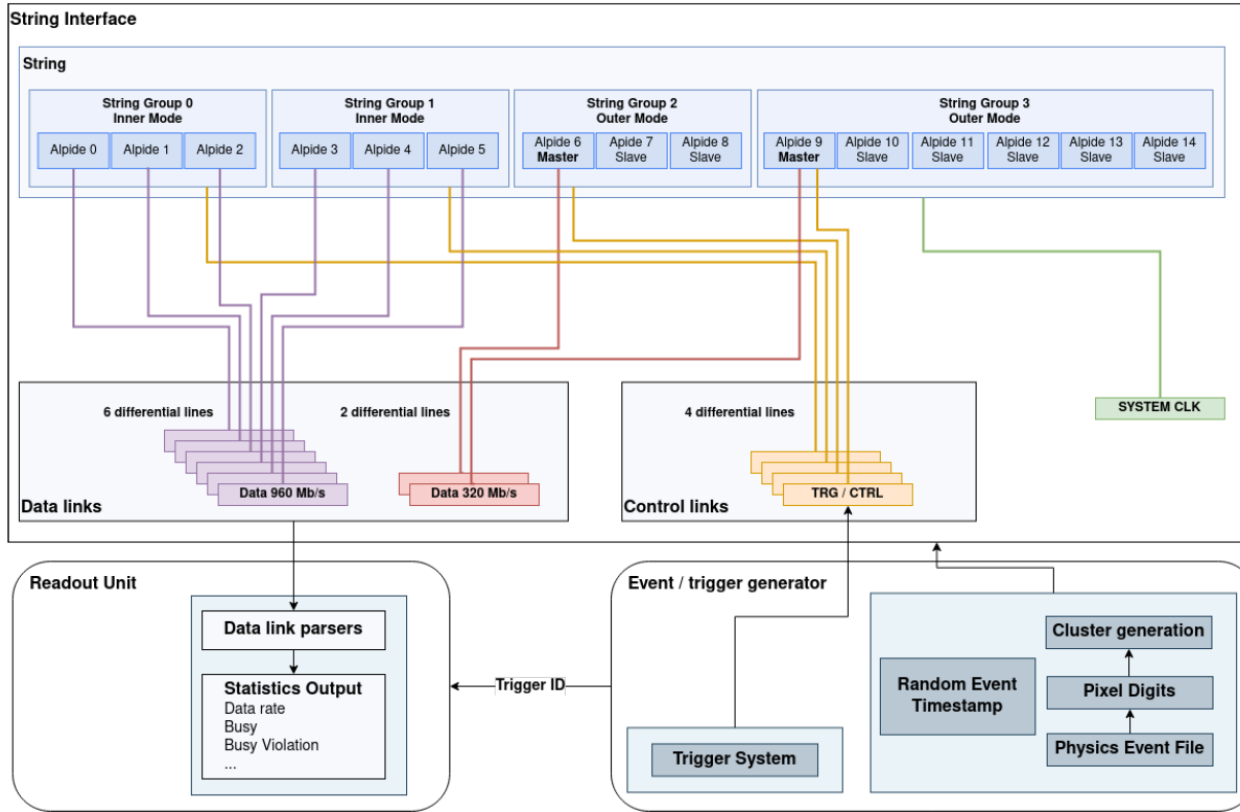 String Interface
String
String Group 0
Inner Mode
Alpide 0
Alpide 1
Alpide 2
String Group 1
Inner Mode
Alpide 3
Alpide 4
Alpide 5
String Group 2
Outer Mode
Alpide 6
Master
Apide 7
Slave
Alpide 8
Slave
String Group 3
Outer Mode
Alpide 9
Master
Alpide 10
Slave
Alpide 11
Slave
Alpide 12
Slave
Alpide 13
Slave
Alpide 14
Slave
6 differential lines
2 differential lines
Data 960 Mb/s
Data 320 Mb/s
Data links
4 differential lines
TRG / CTRL
Control links
SYSTEM CLK
Readout Unit
Data link parsers
Statistics Output
Data rate
Busy
Busy Violation
...
Trigger ID
Event / trigger generator
Trigger System
Random Event
Timestamp
Cluster generation
Pixel Digits
Physics Event File